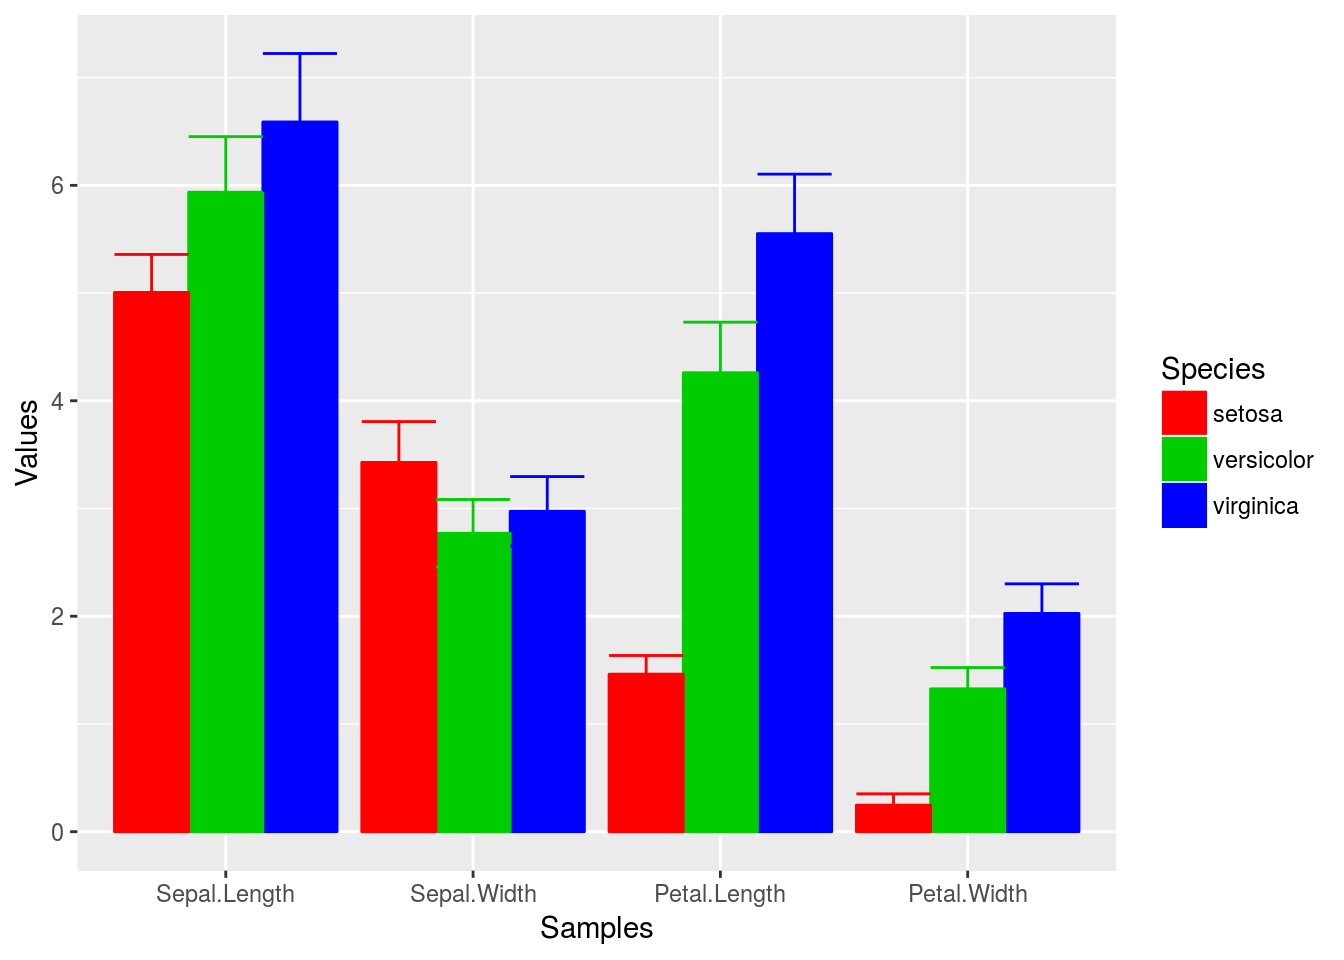 Values
6
4
2
0
Sepal.Length
Sepal.Width
Petal.Length
Petal.Width
Samples
Species
setosa
versicolor
virginica